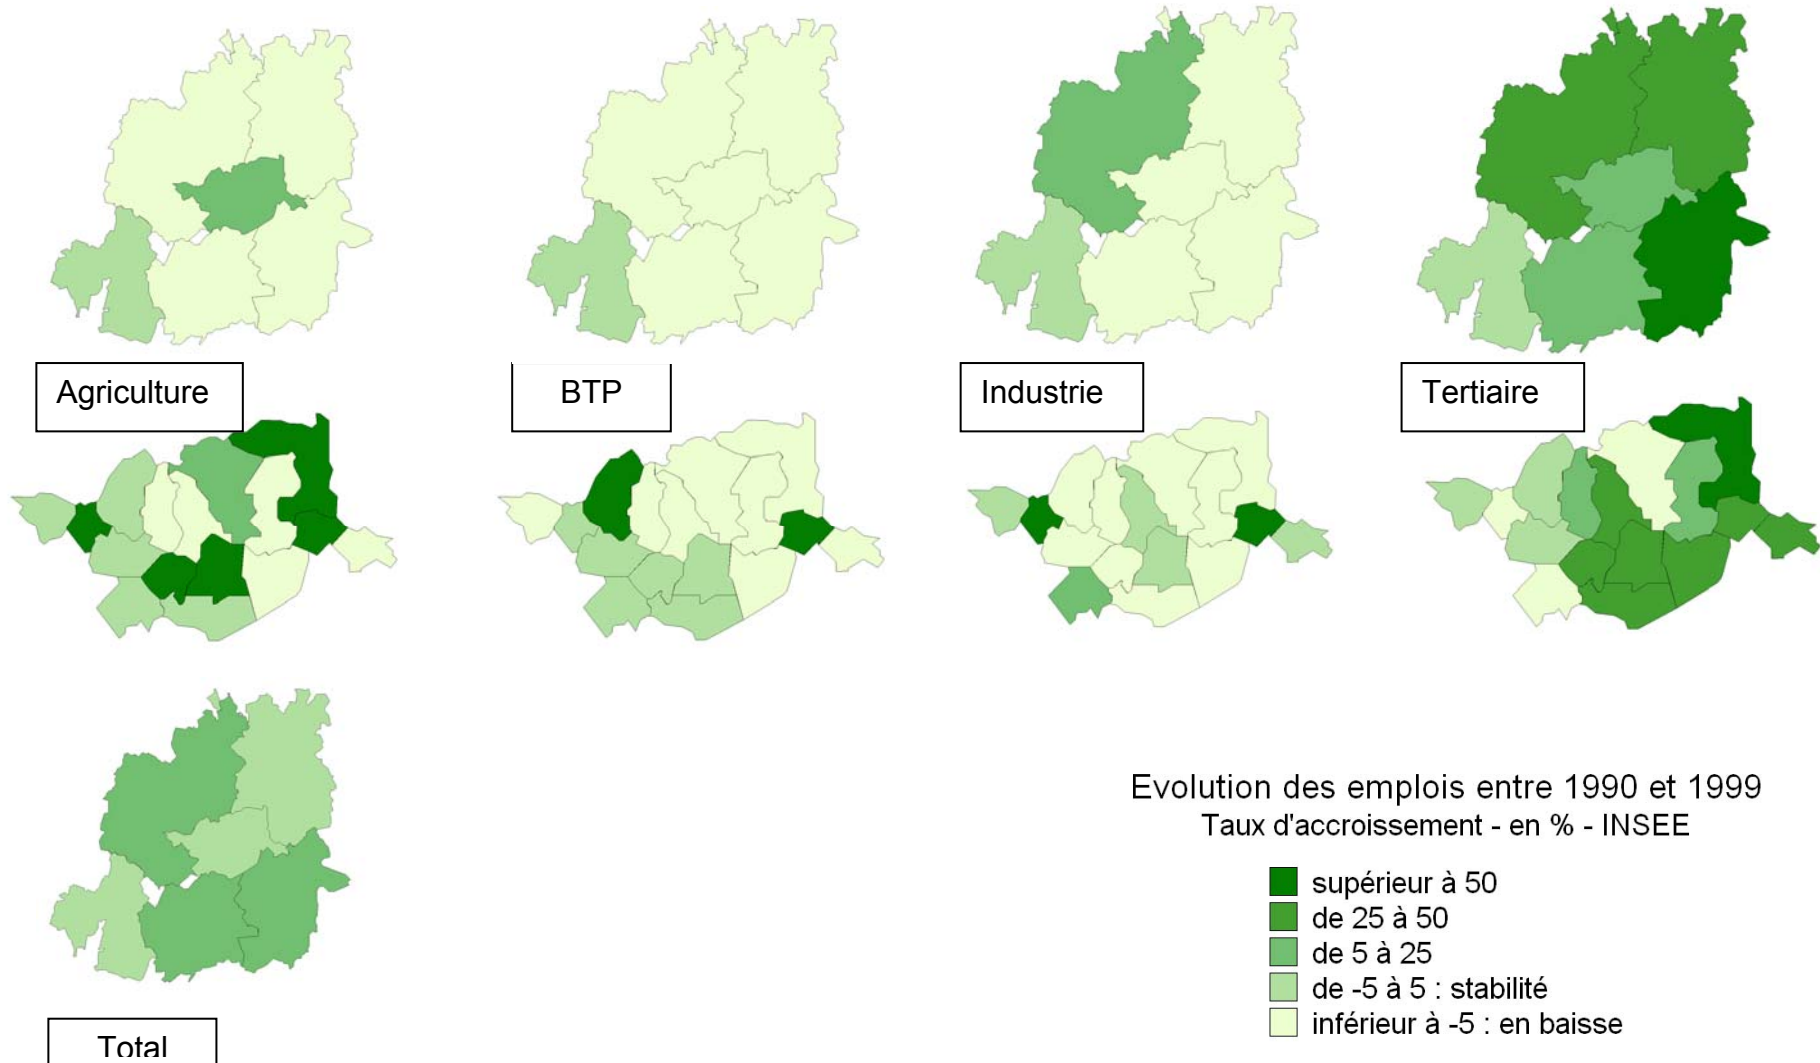 Agriculture
BTP
Industrie
Tertiaire
Total
Evolution des emplois entre 1990 et 1999
Taux d'accroissement - en % - INSEE
supérieur à 50
de 25 à 50
de 5 à 25
de -5 à 5 : stabilité
inférieur à -5 : en baisse